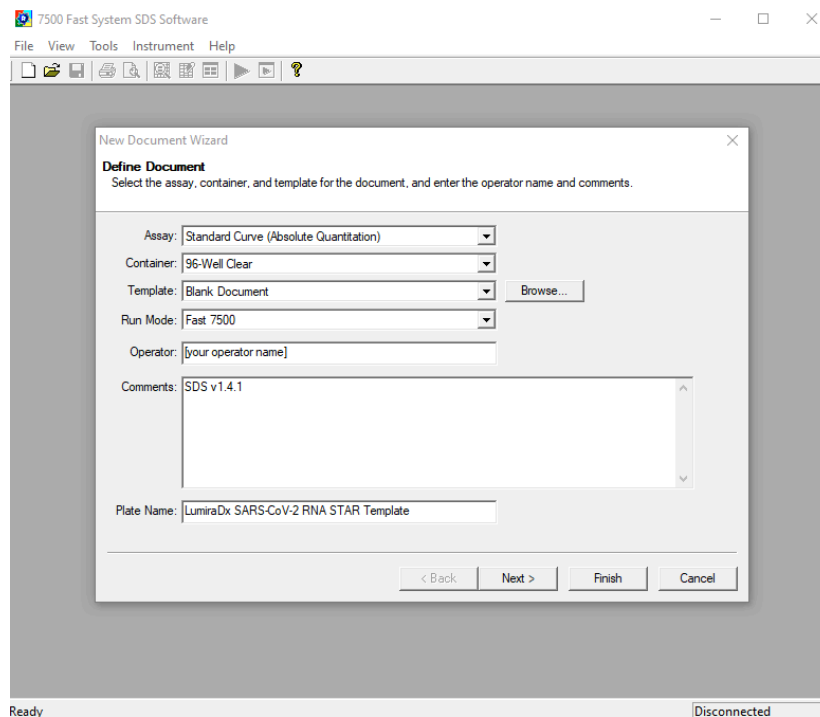 7500 Fast System SDS Software
File View Tools Instrument Help
New Document Wizard
Define Document
Select the assay, container, and template for the document, and enter the operator name and comments.
Assay: Standard Curve (Absolute Quantitation)
Container: 96-Well Clear
Template: Blank Document Browse...
Run Mode: Fast 7500
Operator: [your operator name]
Comments: SDS v1.4.1
Plate Name: LumiraDx SARS-CoV-2 RNA STAR Template
< Back Next > Finish Cancel
Ready Disconnected